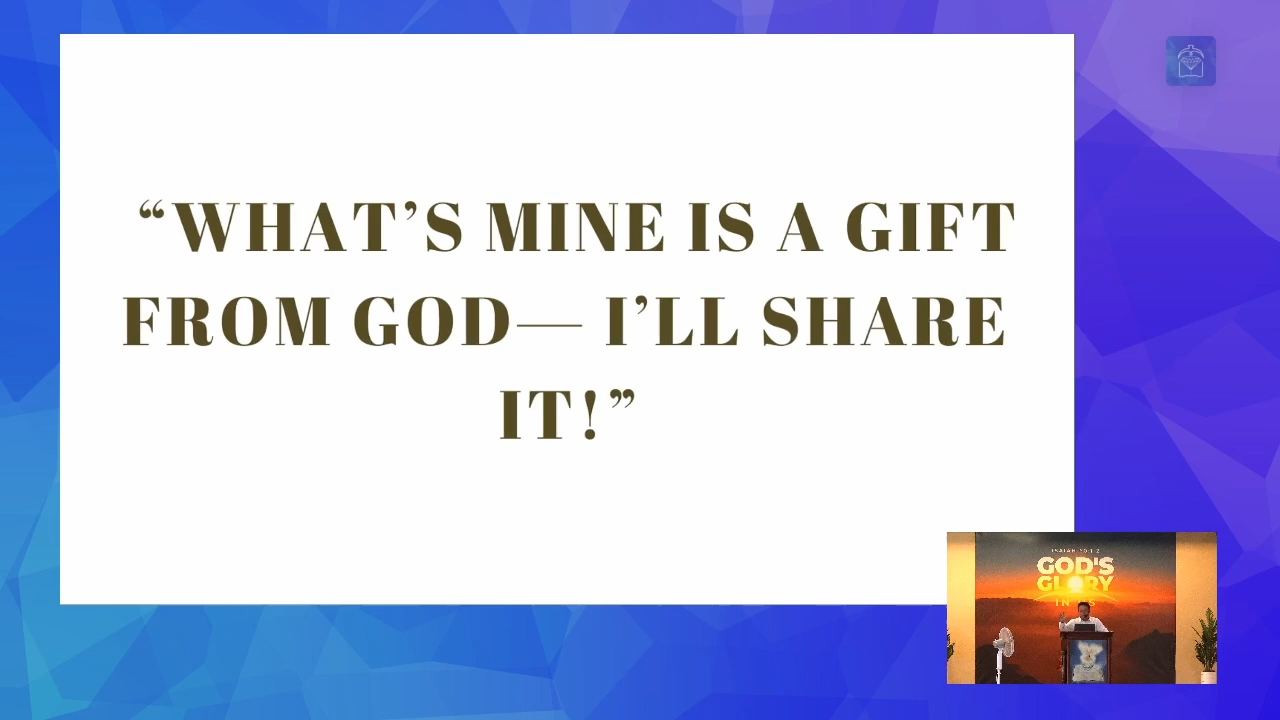 “WHAT’S MINE IS A GIFT
FROM GOD— I’LL SHARE
IT!”
GOD'S
GLORY